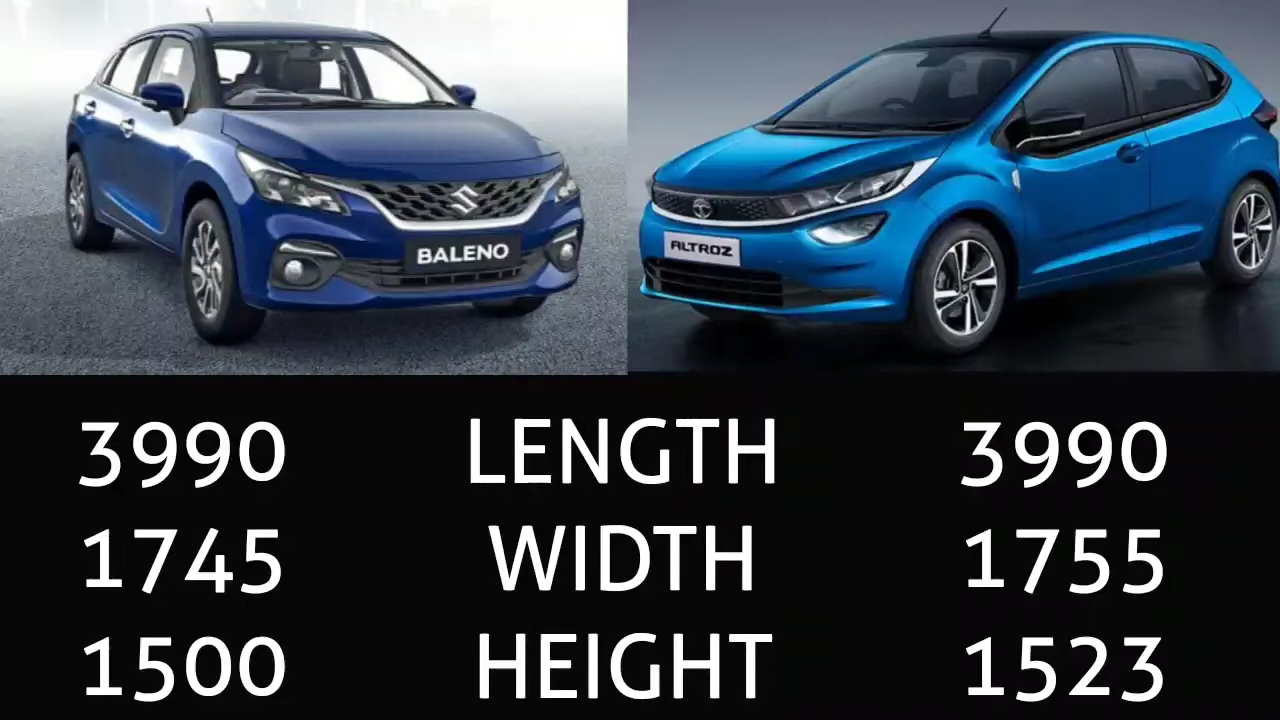 BALENO
ALTROZ
3990 LENGTH 3990
1745 WIDTH 1755
1500 HEIGHT 1523